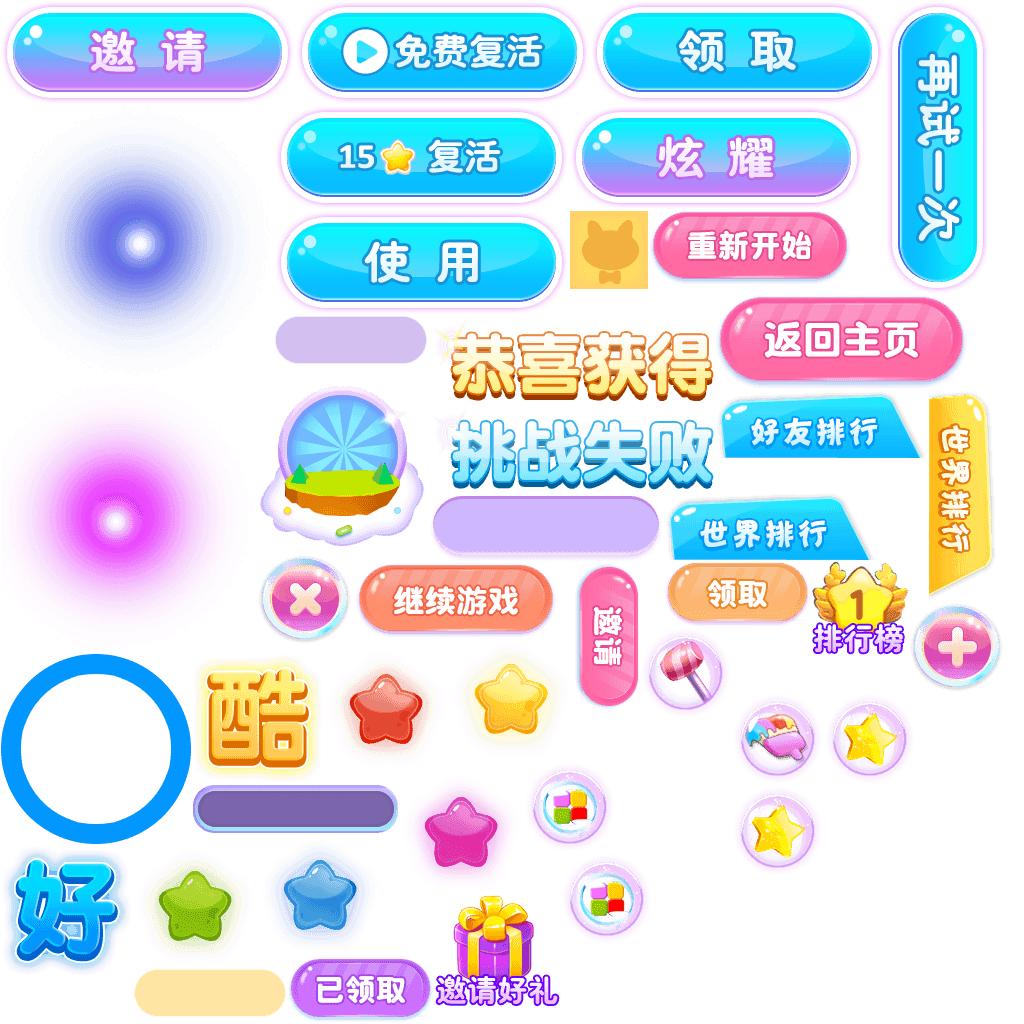 邀 请
免费复活
领 取
再试一次
15 复活
炫 耀
使 用
重新开始
返回主页
恭喜获得
挑战失败
好友排行
世界排行
世界排行
继续游戏
邀请
领取
1
排行榜
酷
好
已领取
邀请好礼